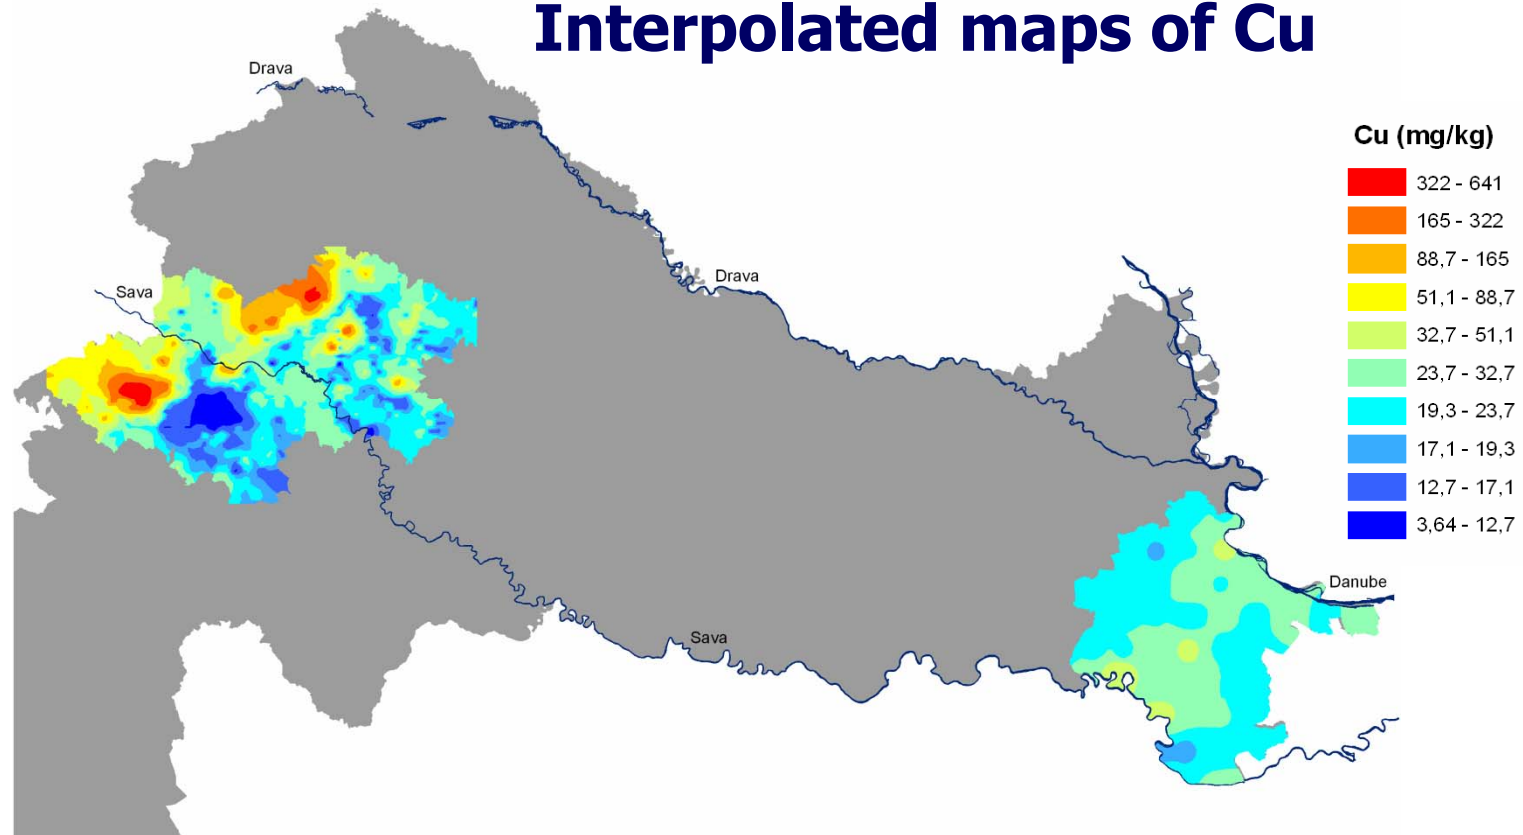 Interpolated maps of Cu
Drava
Cu (mg/kg)
322 - 641
165 - 322
88,7 - 165
51,1 - 88,7
32,7 - 51,1
23,7 - 32,7
19,3 - 23,7
17,1 - 19,3
12,7 - 17,1
3,64 - 12,7
Drava
Sava
Danube
Sava